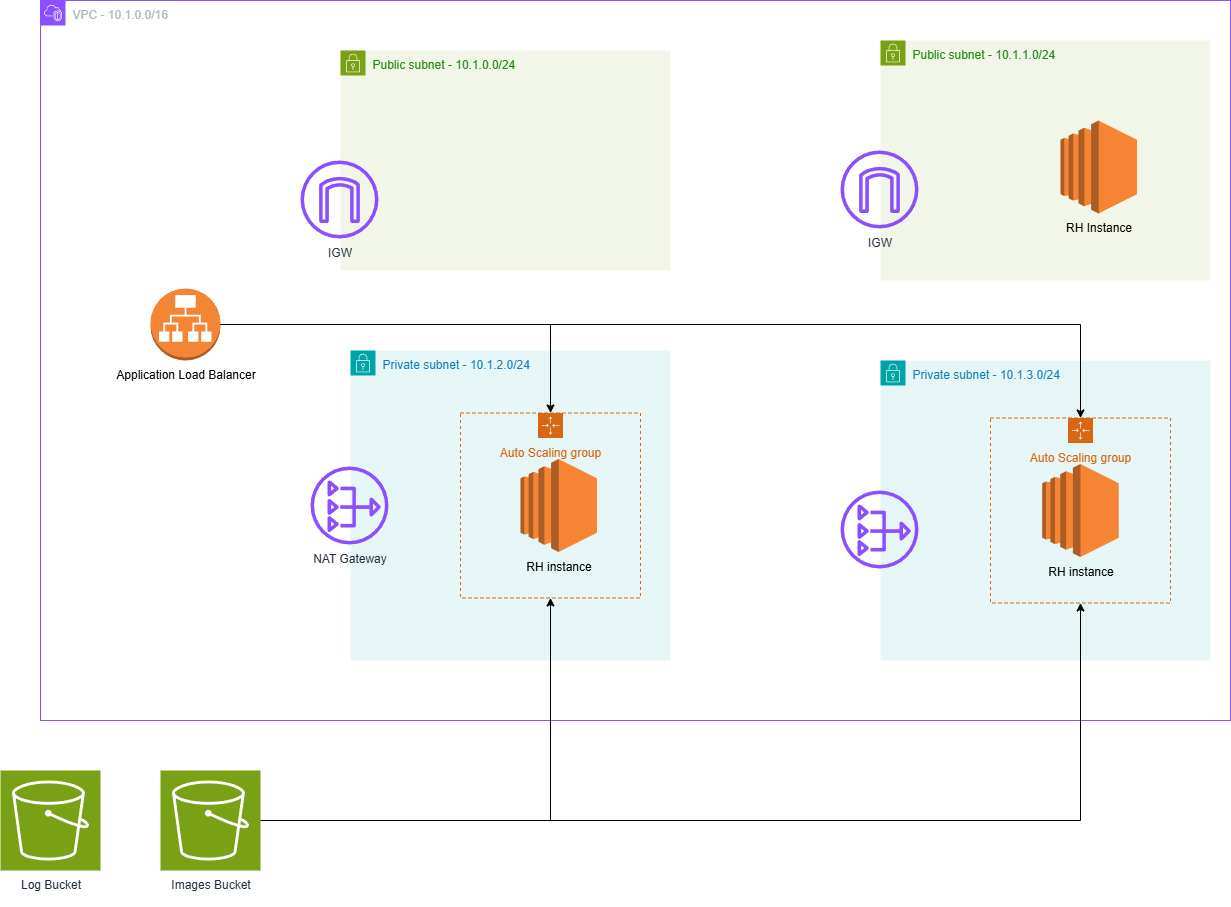 VPC - 10.1.0.0/16
Public subnet - 10.1.0.0/24
Public subnet - 10.1.1.0/24
IGW
IGW
RH Instance
Application Load Balancer
Private subnet - 10.1.2.0/24
Private subnet - 10.1.3.0/24
Auto Scaling group
Auto Scaling group
NAT Gateway
RH instance
RH instance
Log Bucket
Images Bucket